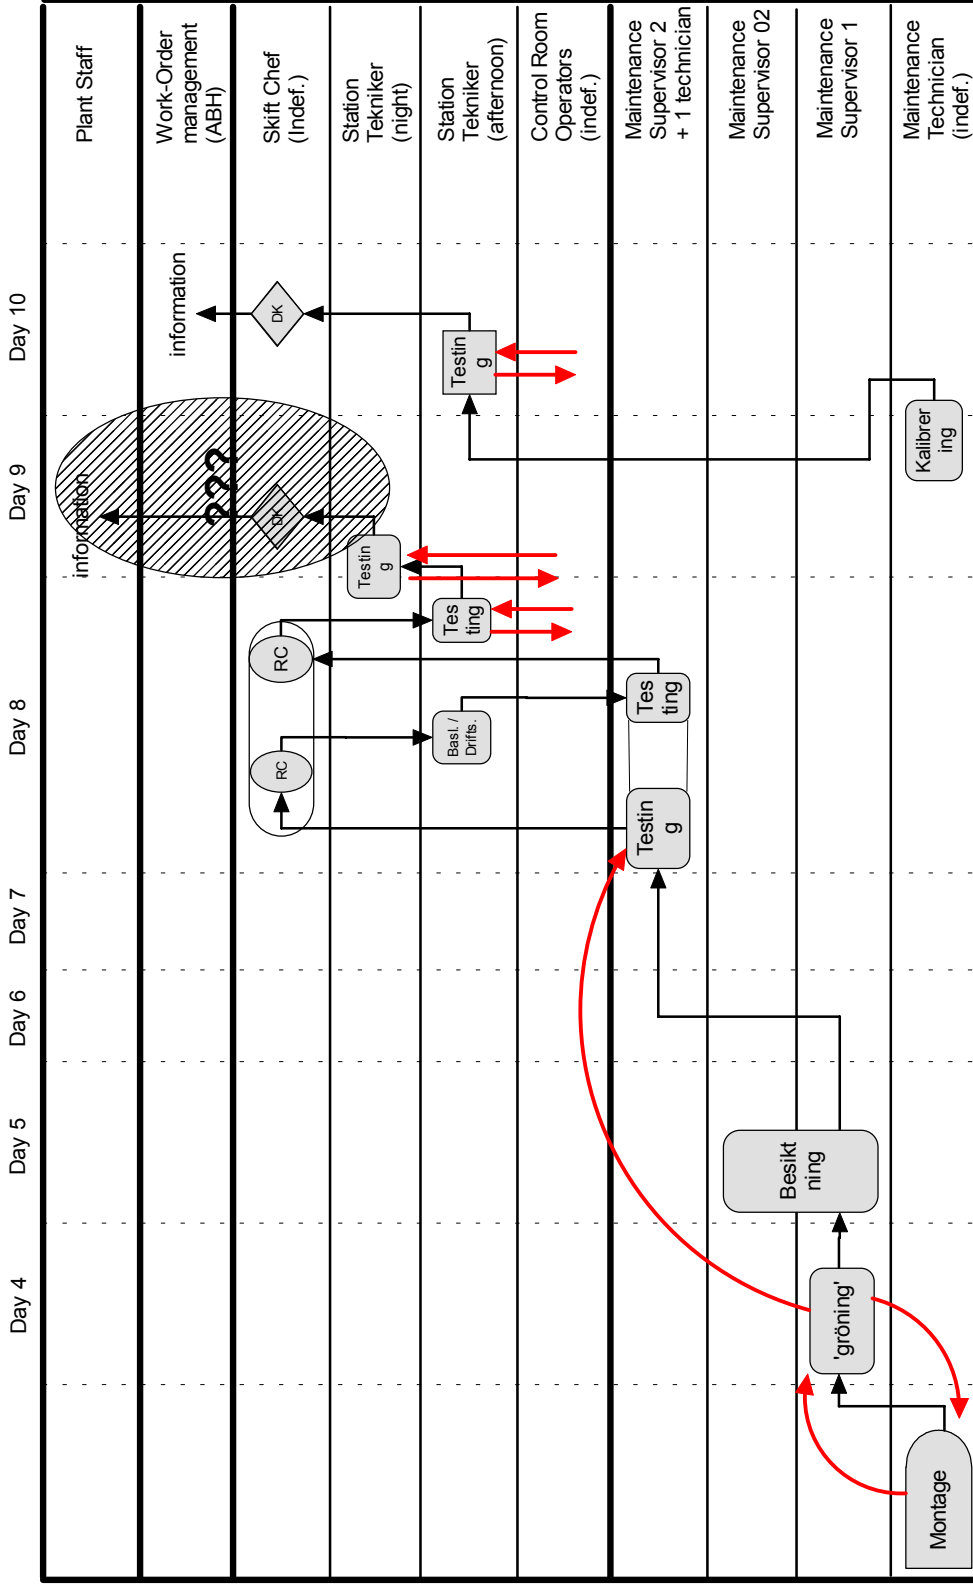 Day 4
Day 5
Day 6
Day 7
Day 8
Day 9
Day 10
Plant Staff
information
Work-Order
management
(ABH)
???
information
Skift Chef
(Indef.)
RC
RC
DK
DK
Station
Tekniker
(night)
Testin
g
Station
Tekniker
(afternoon)
Basl. /
Drifts.
Tes
ting
Testin
g
Control Room
Operators
(indef.)
Maintenance
Supervisor 2
+ 1 technician
Testin
g
Tes
ting
Maintenance
Supervisor 02
Besikt
ning
Maintenance
Supervisor 1
'gröning'
Maintenance
Technician
(indef.)
Montage
Kalibrer
ing